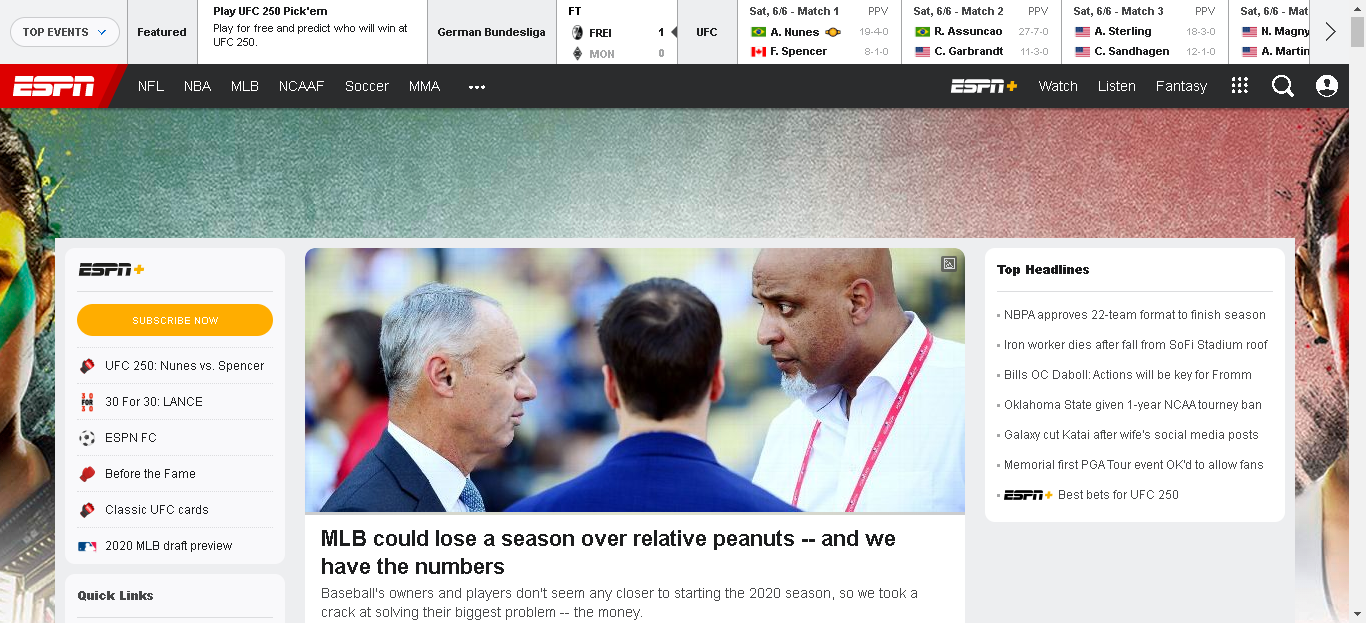 TOP EVENTS
Featured
Play UFC 250 Pick'em
Play for free and predict who will win at
UFC 250.
German Bundesliga
FT
FREI 1
MON 0
UFC
Sat, 6/6 - Match 1 PPV
A. Nunes 19-4-0
F. Spencer 8-1-0
Sat, 6/6 - Match 2 PPV
R. Assuncao 27-7-0
C. Garbrandt 11-3-0
Sat, 6/6 - Match 3 PPV
A. Sterling 18-3-0
C. Sandhagen 12-1-0
Sat, 6/6 - Mat
N. Magny
A. Martin
ESPN
NFL
NBA
MLB
NCAAF
Soccer
MMA
•••
ESPN+
Watch
Listen
Fantasy
ESPN+
SUBSCRIBE NOW
UFC 250: Nunes vs. Spencer
30 FOR 30
30 For 30: LANCE
ESPN FC
Before the Fame
Classic UFC cards
2020 MLB draft preview
Quick Links
MLB could lose a season over relative peanuts -- and we
have the numbers
Baseball's owners and players don't seem any closer to starting the 2020 season, so we took a
crack at solving their biggest problem -- the money.
Top Headlines
NBPA approves 22-team format to finish season
Iron worker dies after fall from SoFi Stadium roof
Bills OC Daboll: Actions will be key for Fromm
Oklahoma State given 1-year NCAA tourney ban
Galaxy cut Katai after wife's social media posts
Memorial first PGA Tour event OK'd to allow fans
ESPN+ Best bets for UFC 250